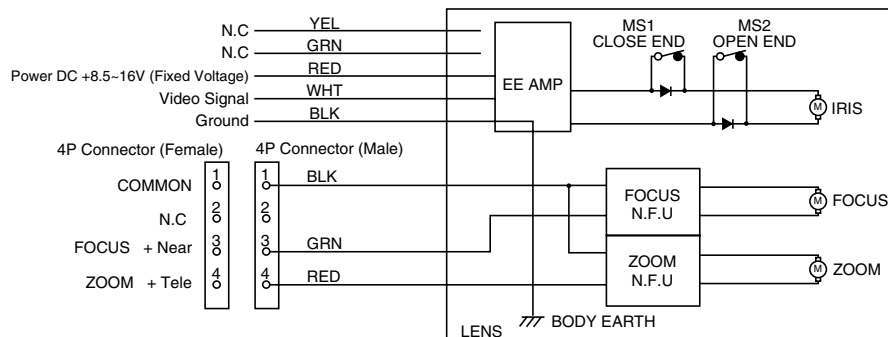 N.C YEL
N.C GRN
Power DC +8.5~16V (Fixed Voltage) RED
Video Signal WHT
Ground BLK
EE AMP
MS1
CLOSE END
MS2
OPEN END
M IRIS
4P Connector (Female)
4P Connector (Male)
COMMON 1 1 BLK
N.C 2 2
FOCUS + Near 3 3 GRN
ZOOM + Tele 4 4 RED
FOCUS
N.F.U
M FOCUS
ZOOM
N.F.U
M ZOOM
BODY EARTH
LENS